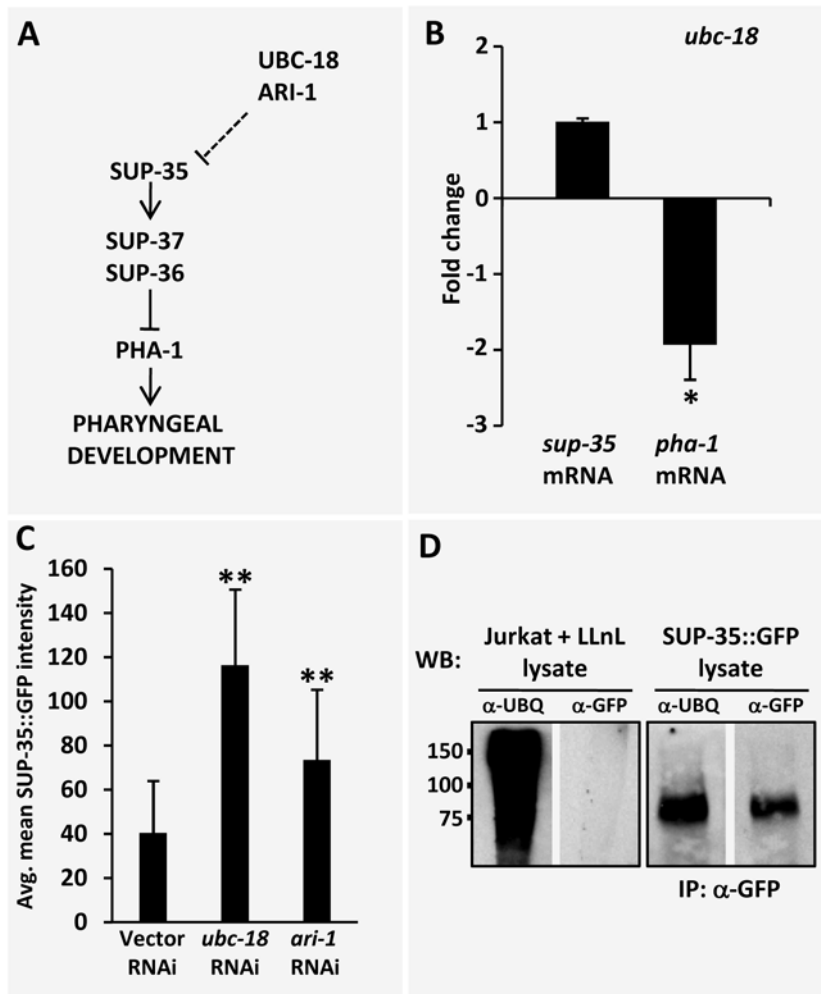 A
UBC-18
ARI-1
SUP-35
SUP-37
SUP-36
PHA-1
PHARYNGEAL
DEVELOPMENT
B
ubc-18
Fold change
2
1
0
-1
-2
-3
*
sup-35
mRNA
pha-1
mRNA
C
Avg. mean SUP-35::GFP intensity
160
140
120
100
80
60
40
20
0
**
**
Vector
RNAi
ubc-18
RNAi
ari-1
RNAi
D
WB:
Jurkat + LLnL
lysate
SUP-35::GFP
lysate
α-UBQ
α-GFP
α-UBQ
α-GFP
150
100
75
IP: α-GFP